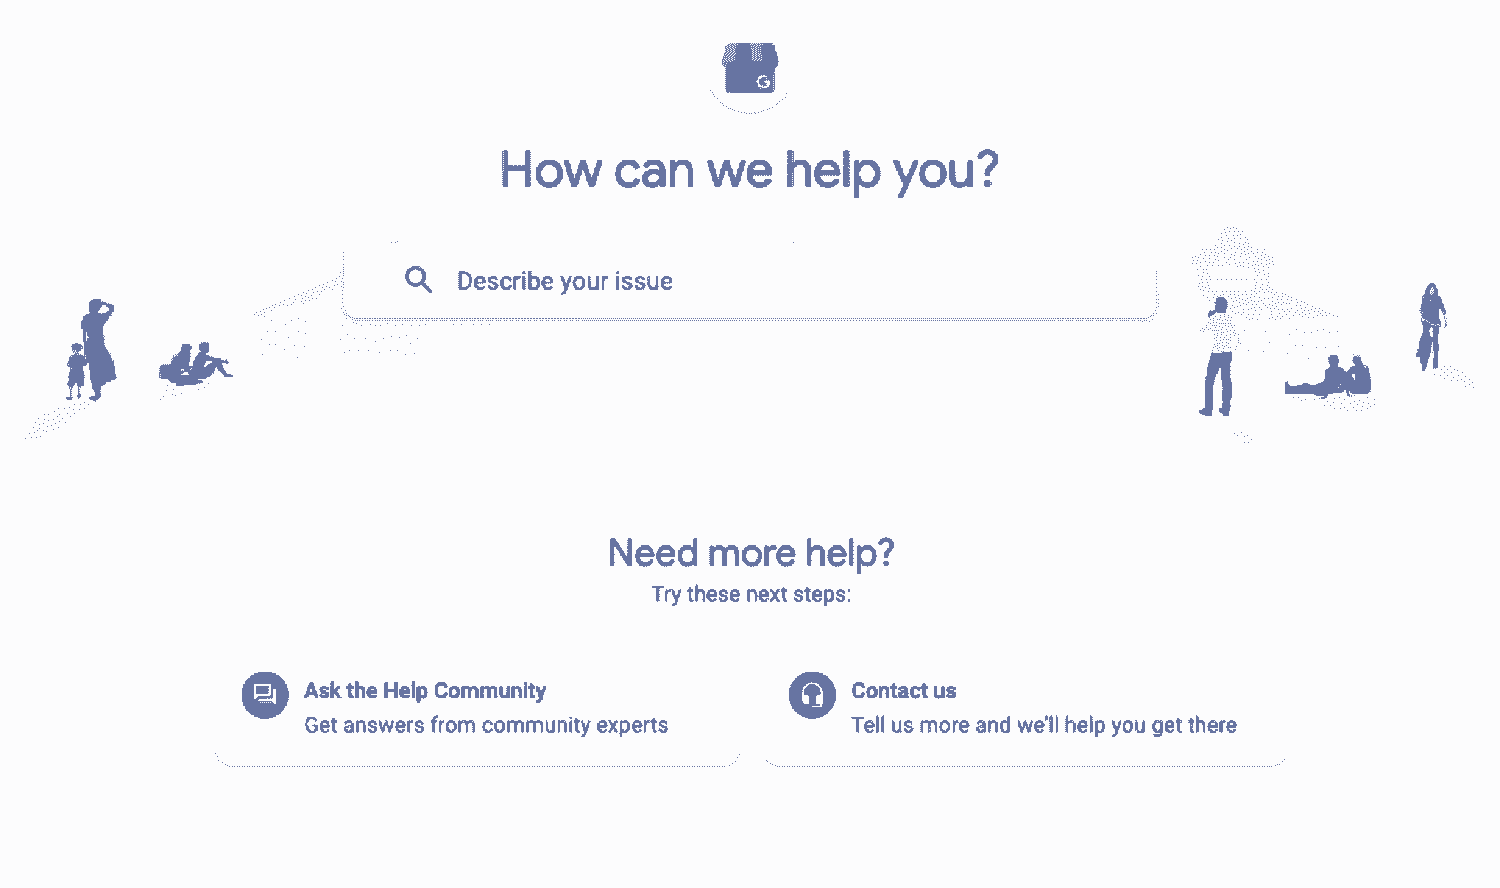 G
How can we help you?
Describe your issue
Need more help?
Try these next steps:
Ask the Help Community
Get answers from community experts
Contact us
Tell us more and we'll help you get there